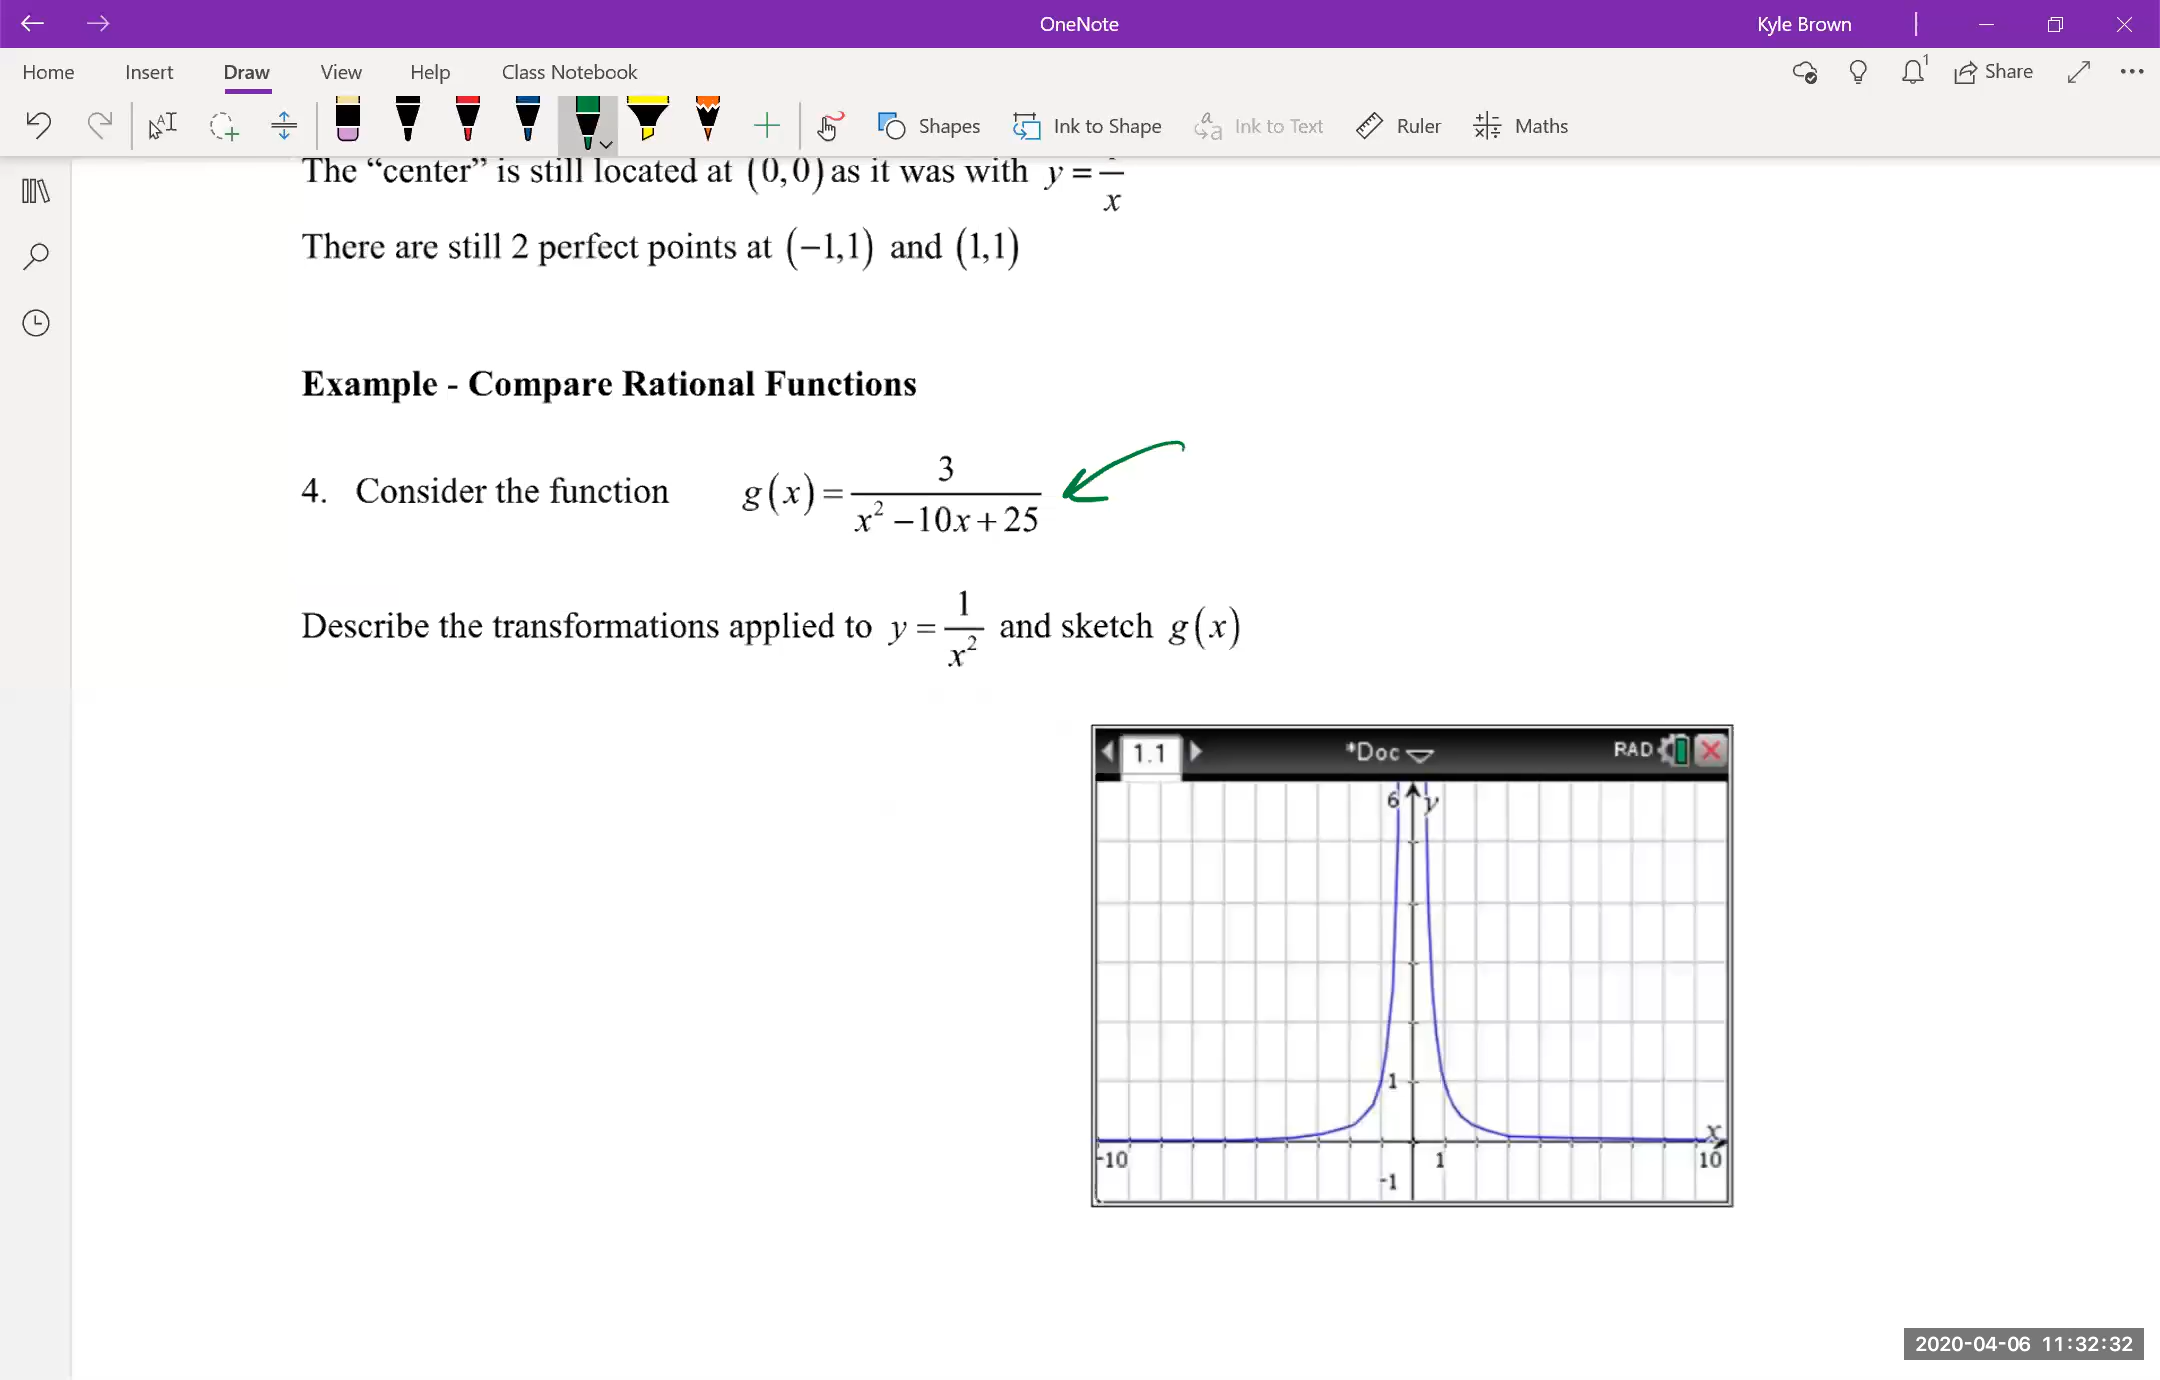 OneNote
Kyle Brown
Home Insert Draw View Help Class Notebook
1 Share
Shapes Ink to Shape Ink to Text Ruler Maths
The “center” is still located at (0,0) as it was with y = — x
There are still 2 perfect points at (−1,1) and (1,1)
Example - Compare Rational Functions
4. Consider the function g(x) = 3/(x² −10x + 25)
Describe the transformations applied to y = 1/x² and sketch g(x)
1.1 *Doc RAD
6 y
1
x
-10 1 10
-1
2020-04-06 11:32:32